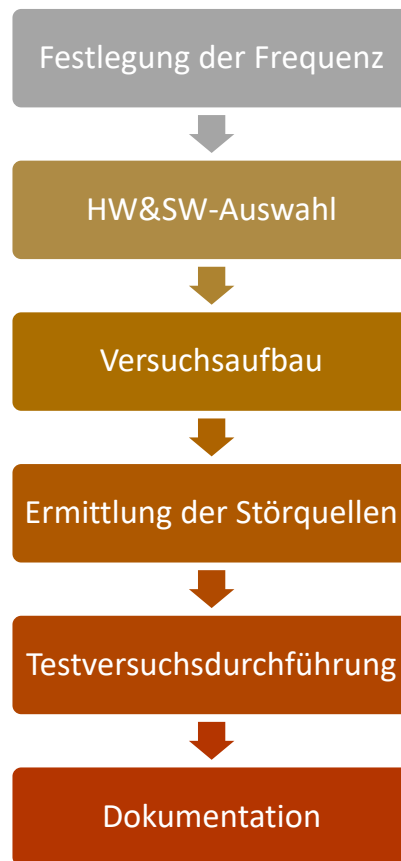 Festlegung der Frequenz
HW&SW-Auswahl
Versuchsaufbau
Ermittlung der Störquellen
Testversuchsdurchführung
Dokumentation